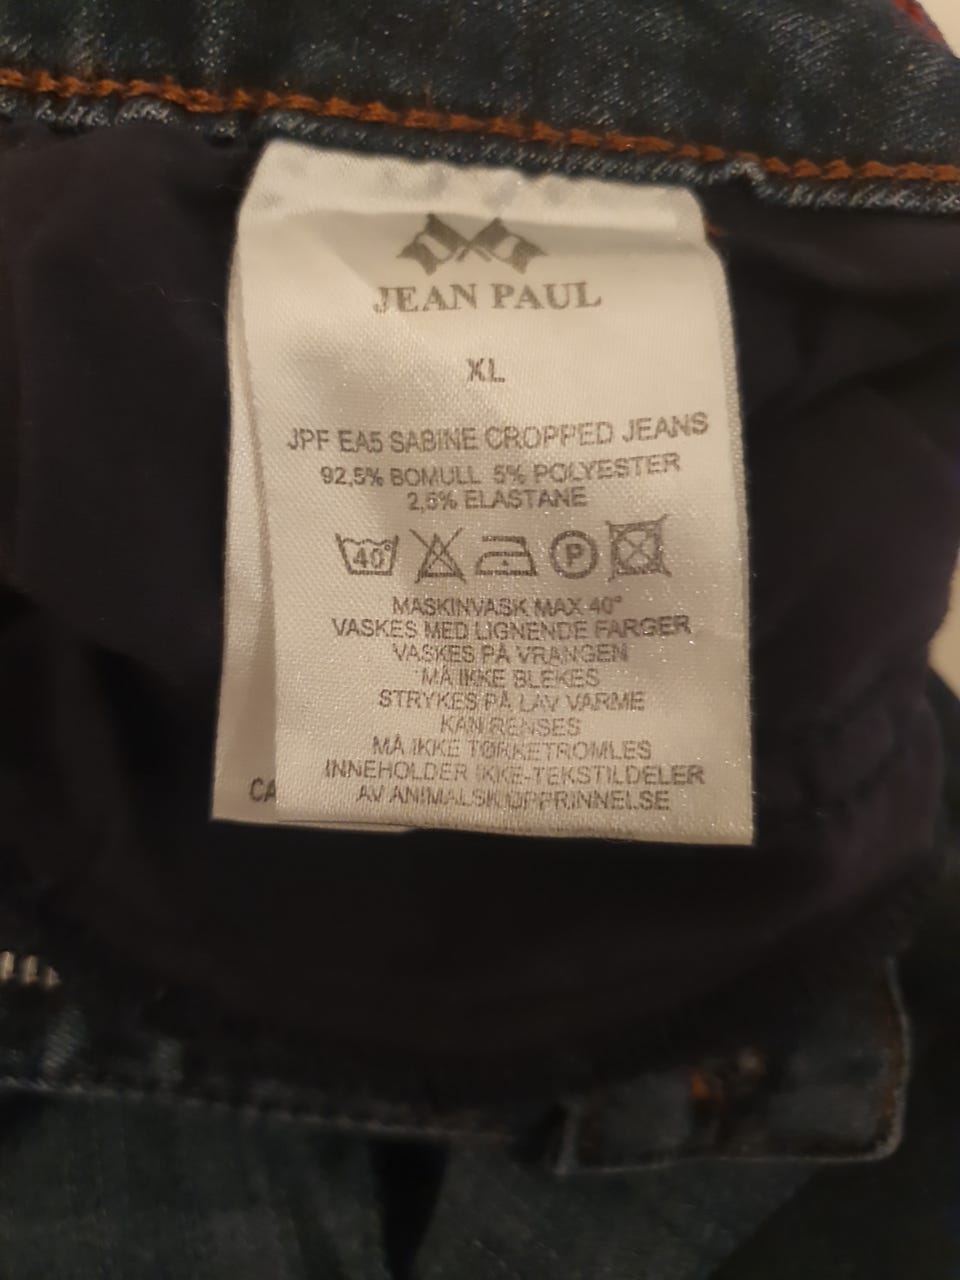 JEAN PAUL
XL
JPF EA5 SABINE CROPPED JEANS
92,5% BOMULL 5% POLYESTER
2,5% ELASTANE
40° P
MASKINVASK MAX 40°
VASKES MED LIGNENDE FARGER
VASKES PÅ VRANGEN
MÅ IKKE BLEKES
STRYKES PÅ LAV VARME
KAN RENSES
MÅ IKKE TØRKETROMLES
INNEHOLDER IKKE-TEKSTILDELER
AV ANIMALSK OPPRINNELSE
CA